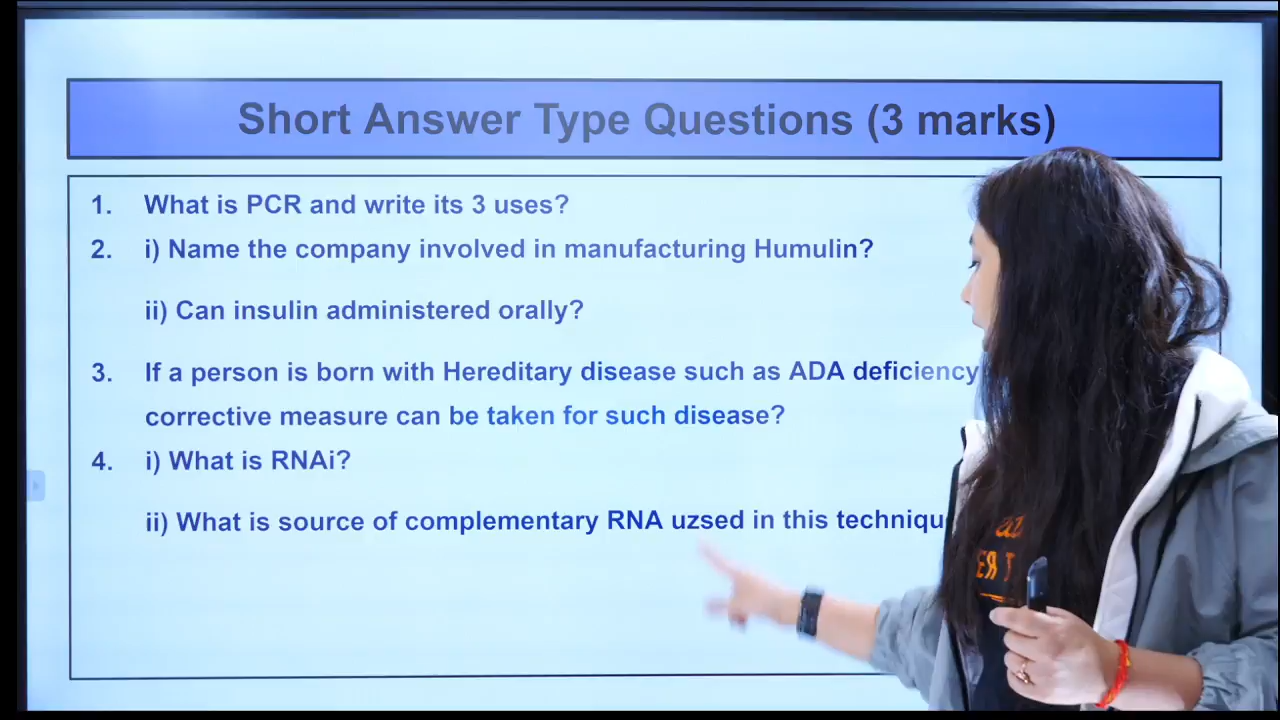 Short Answer Type Questions (3 marks)
1. What is PCR and write its 3 uses?
2. i) Name the company involved in manufacturing Humulin?
ii) Can insulin administered orally?
3. If a person is born with Hereditary disease such as ADA deficiency
corrective measure can be taken for such disease?
4. i) What is RNAi?
ii) What is source of complementary RNA uzsed in this